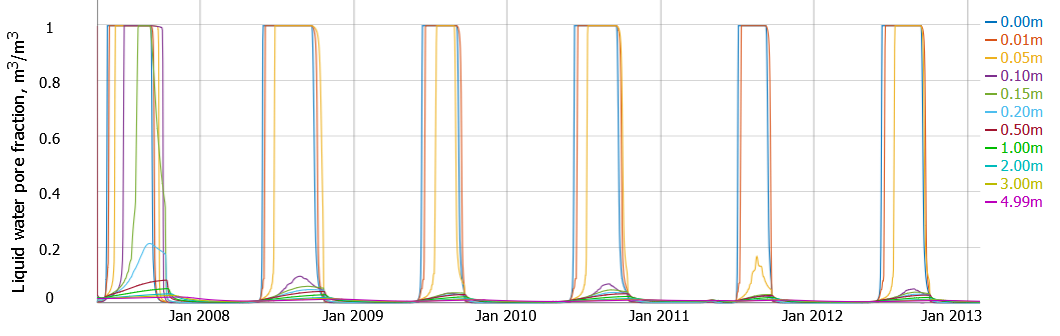 Liquid water pore fraction, m³/m³
1
0.8
0.6
0.4
0.2
0
Jan 2008
Jan 2009
Jan 2010
Jan 2011
Jan 2012
Jan 2013
0.00m
0.01m
0.05m
0.10m
0.15m
0.20m
0.50m
1.00m
2.00m
3.00m
4.99m